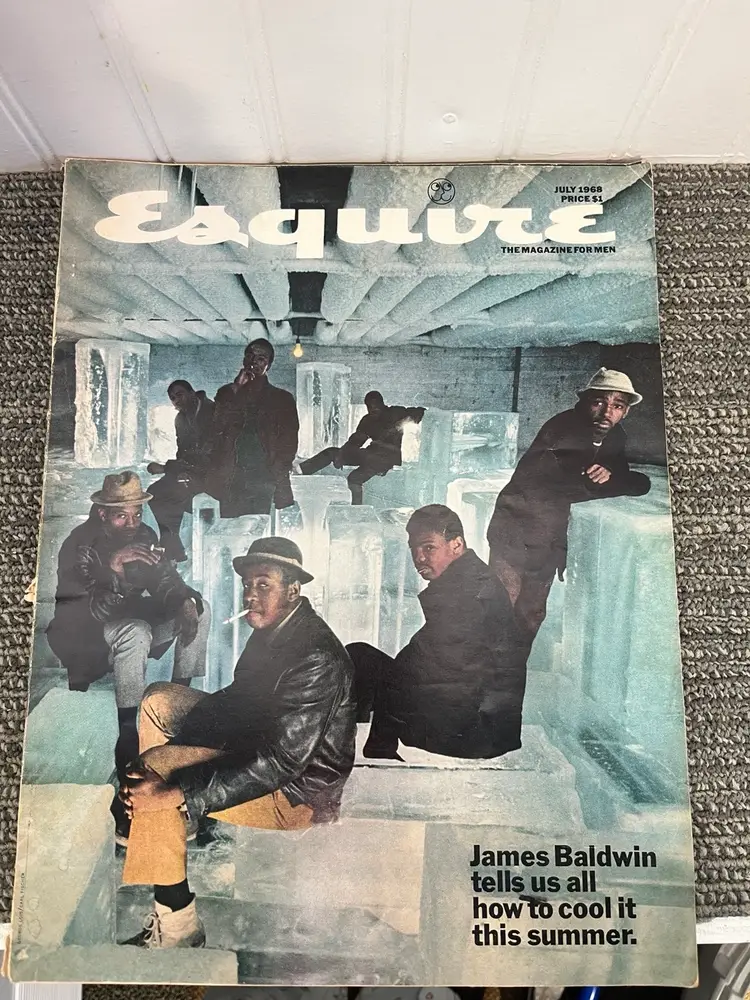 Esquire
JULY 1968
PRICE $1
THE MAGAZINE FOR MEN
James Baldwin
tells us all
how to cool it
this summer.